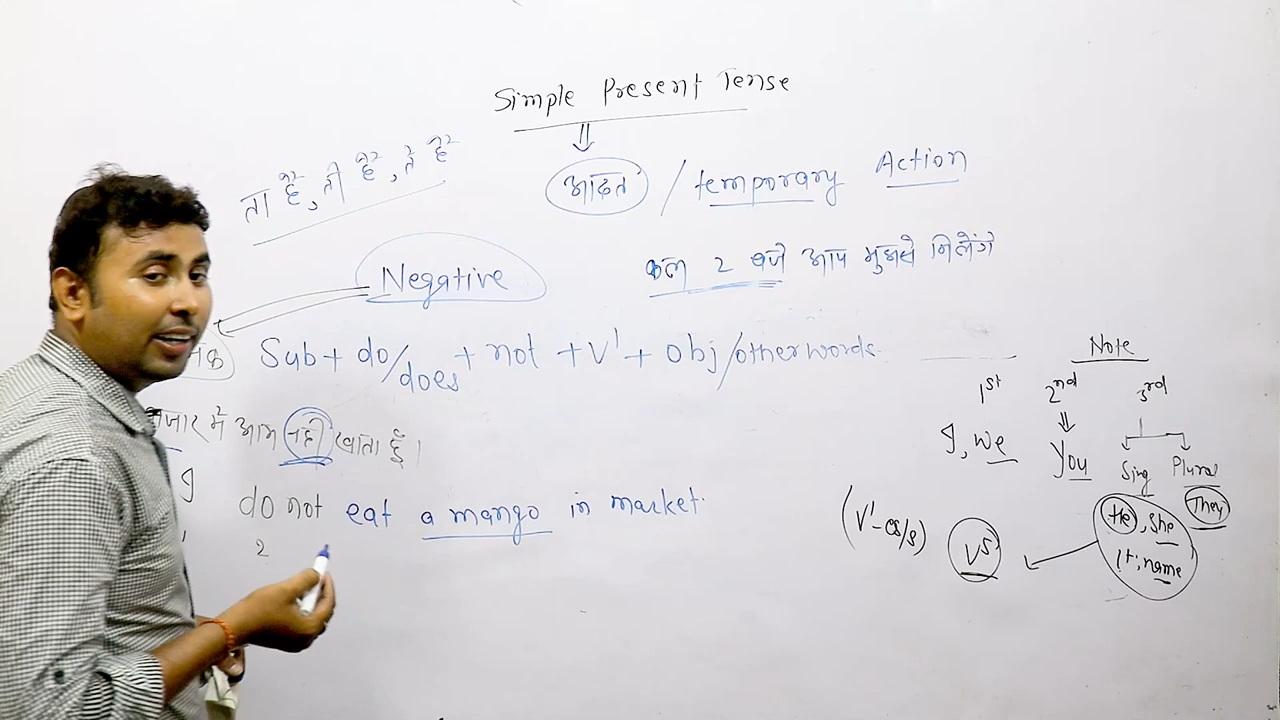 Simple Present Tense
⇓
ता है, ती है, ते हैं
आदत / temporary Action
Negative
कल 2 बजे आप मुझसे मिलेंगे
Sub + do/does + not + V¹ + obj/other words.
Note
1st 2nd 3rd
I, we You Sing Plural
में आम नहीं खाता हूँ।
I do not eat a mango in market.
1 2
(V¹-es/s) V⁵
He, She They
It, name